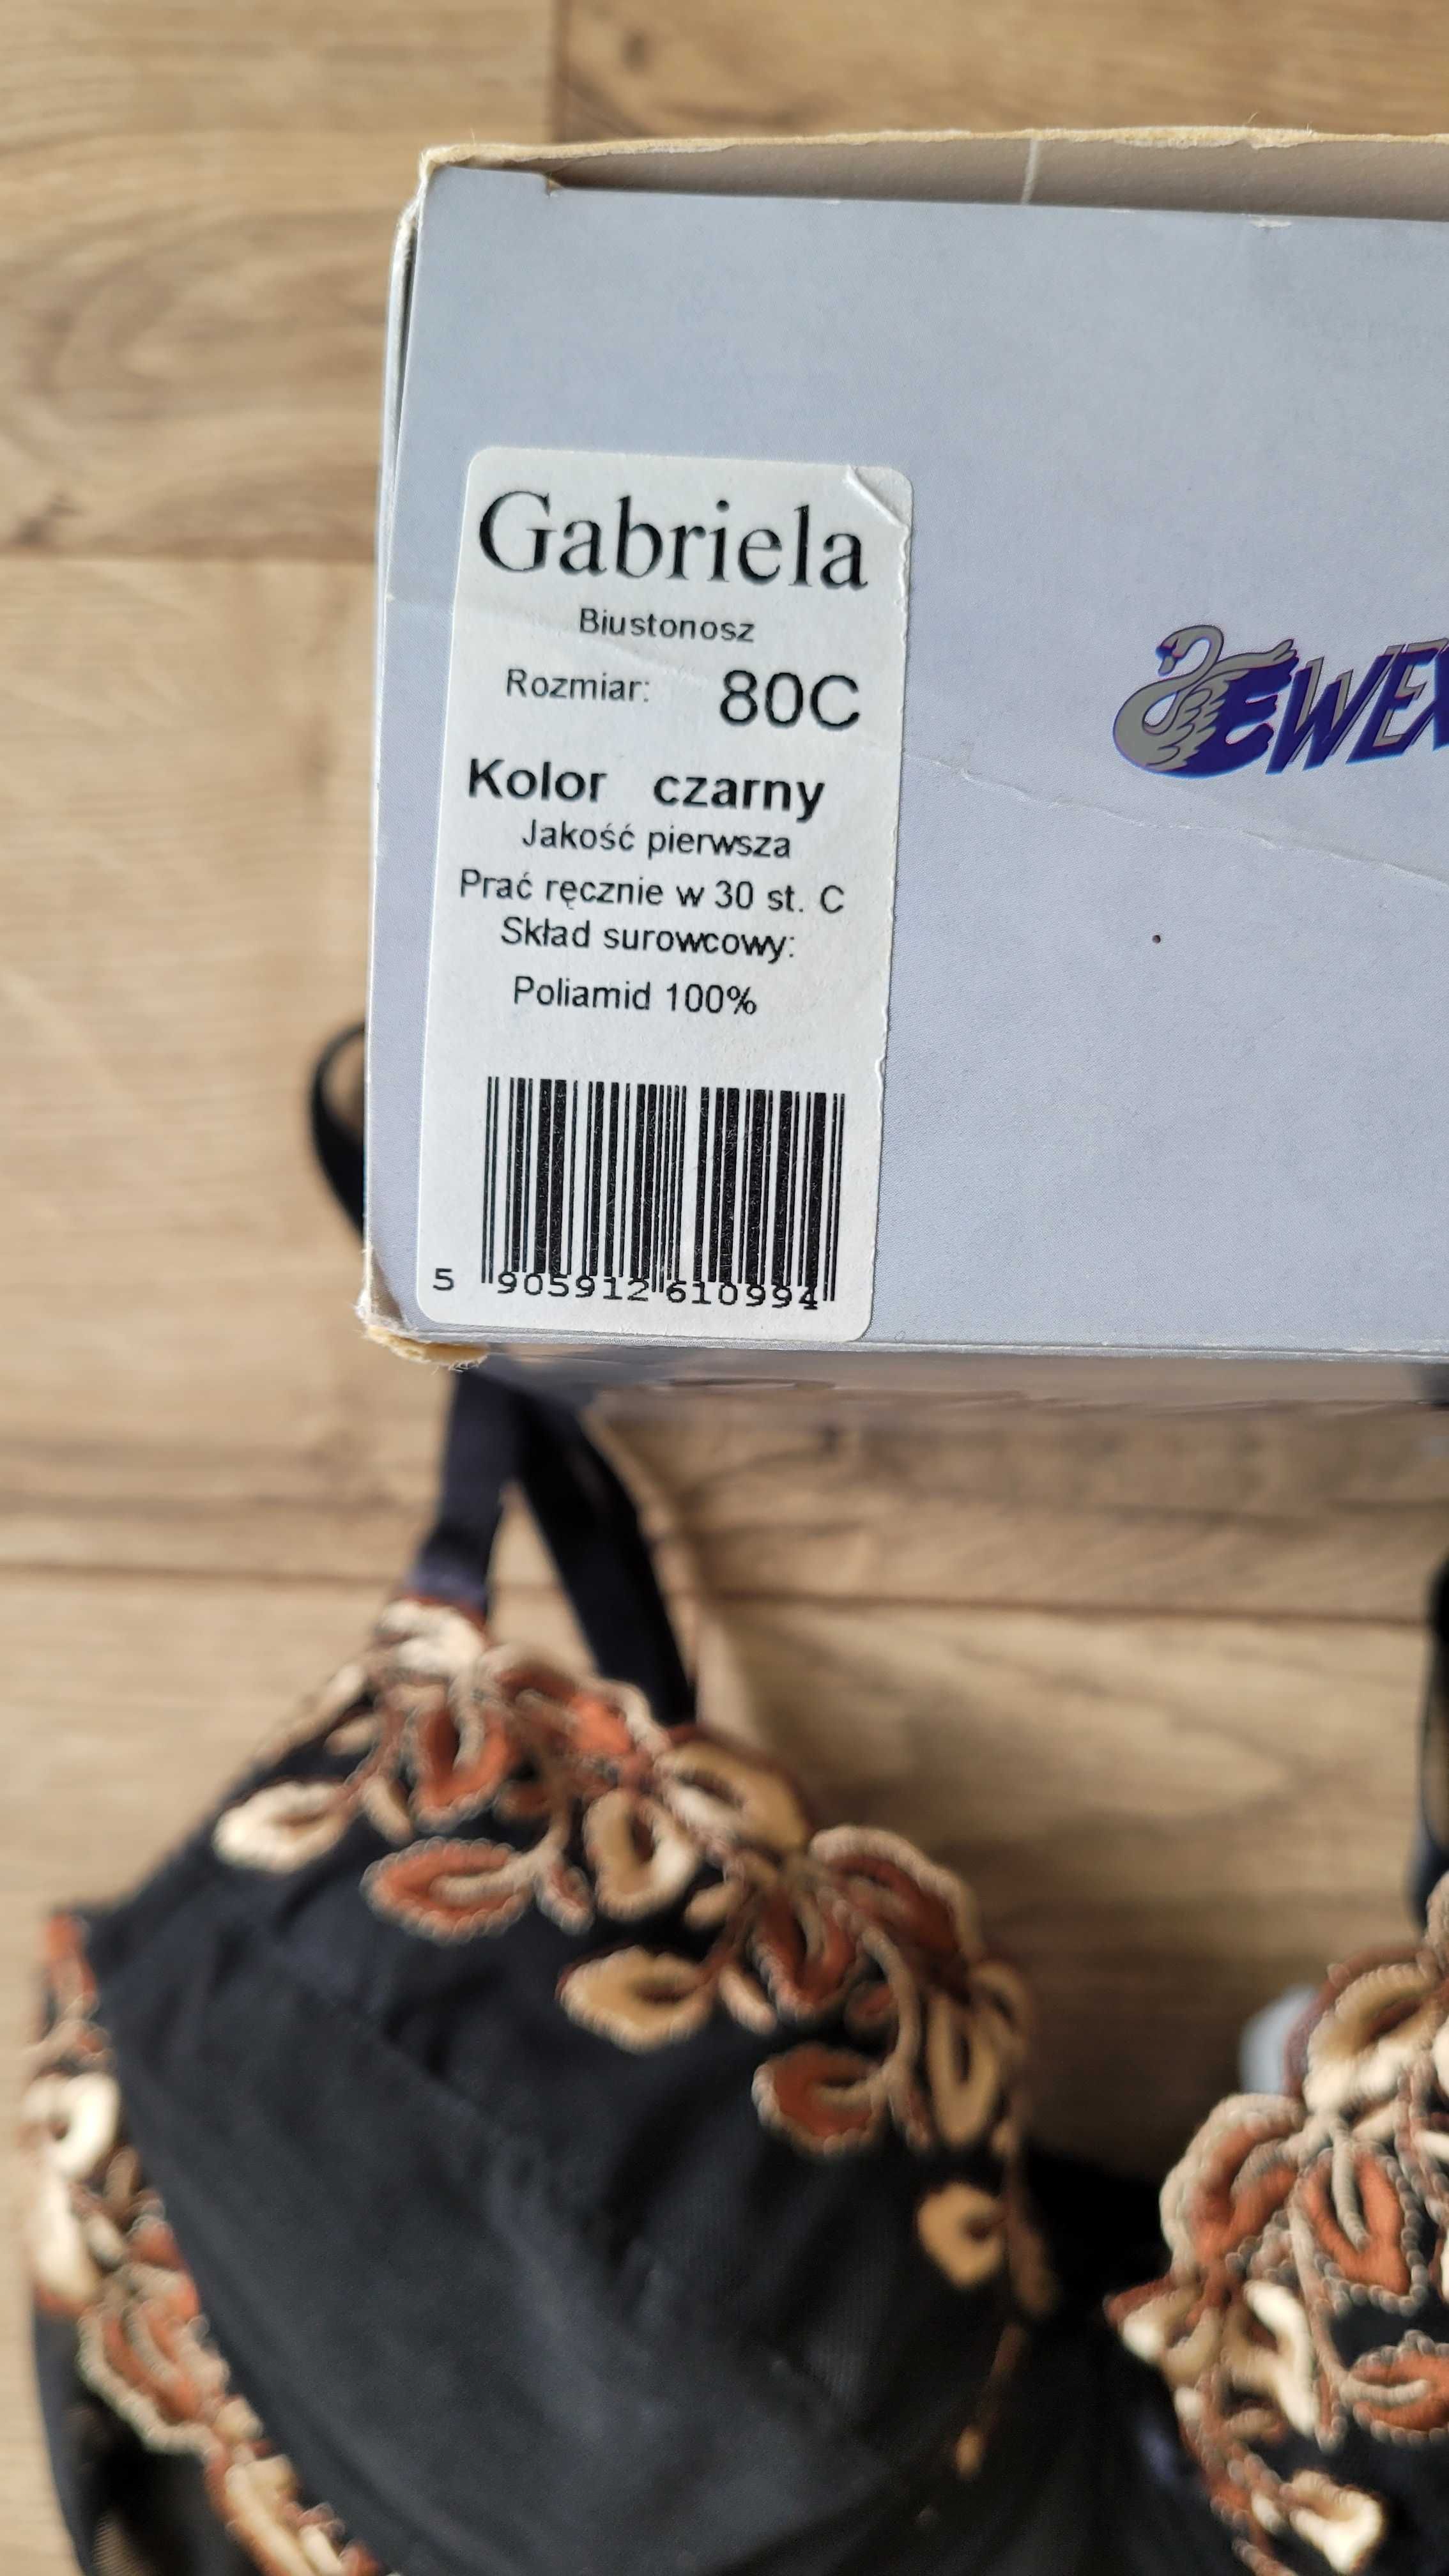 Gabriela
Biustonosz
Rozmiar: 80C
Kolor czarny
Jakość pierwsza
Prać ręcznie w 30 st. C
Skład surowcowy:
Poliamid 100%
5 905912 610994
EWEX